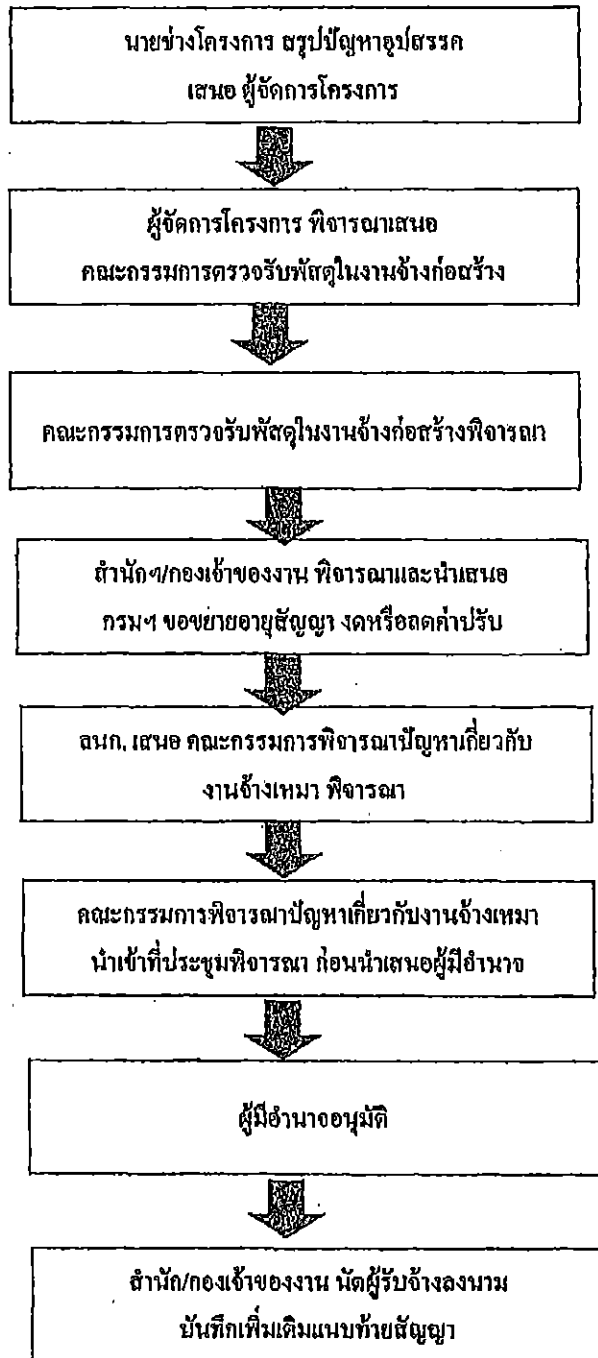 นายช่างโครงการ สรุปปัญหาอุปสรรค
เสนอ ผู้จัดการโครงการ
ผู้จัดการโครงการ พิจารณาเสนอ
คณะกรรมการตรวจรับพัสดุในงานจ้างก่อสร้าง
คณะกรรมการตรวจรับพัสดุในงานจ้างก่อสร้างพิจารณา
สำนักฯ/กองเจ้าของงาน พิจารณาและนำเสนอ
กรมฯ ขอขยายอายุสัญญา งดหรือลดค่าปรับ
ลนก. เสนอ คณะกรรมการพิจารณาปัญหาเกี่ยวกับ
งานจ้างเหมา พิจารณา
คณะกรรมการพิจารณาปัญหาเกี่ยวกับงานจ้างเหมา
นำเข้าที่ประชุมพิจารณา ก่อนนำเสนอผู้มีอำนาจ
ผู้มีอำนาจอนุมัติ
สำนัก/กองเจ้าของงาน นัดผู้รับจ้างลงนาม
บันทึกเพิ่มเติมแนบท้ายสัญญา